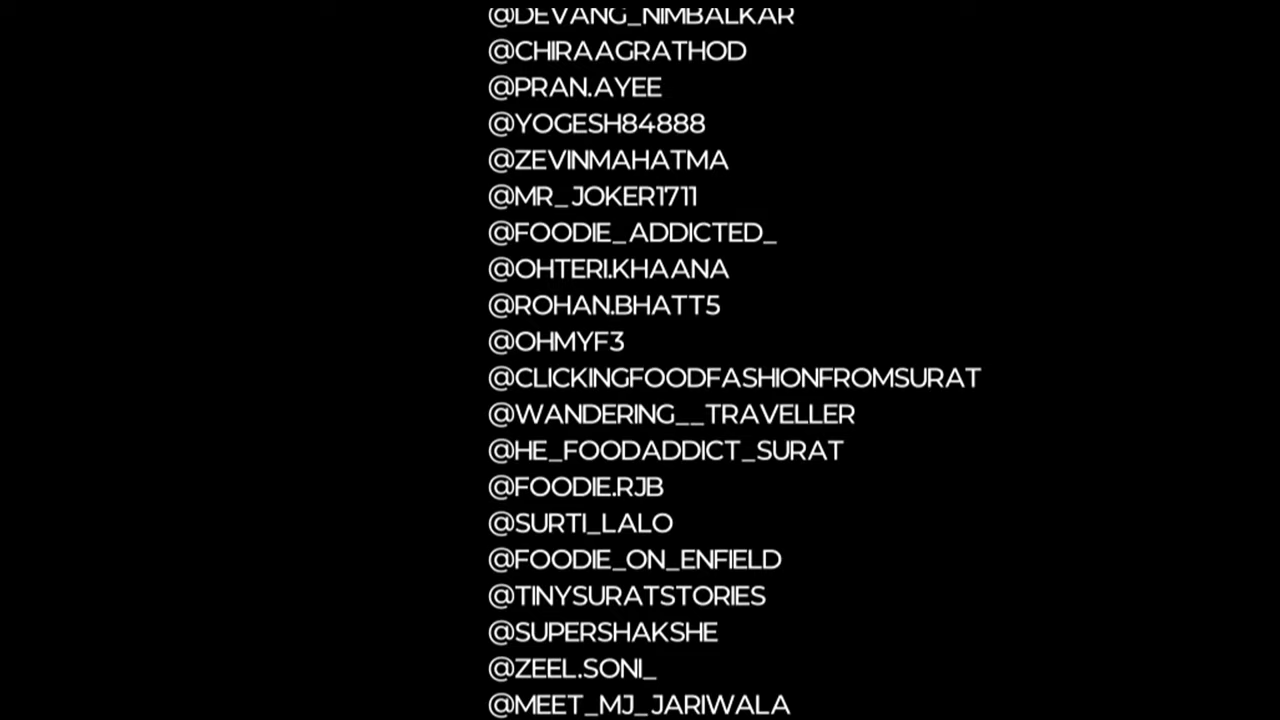 @DEVANG_NIMBALKAR
@CHIRAAGRATHOD
@PRAN.AYEE
@YOGESH84888
@ZEVINMAHATMA
@MR_JOKER1711
@FOODIE_ADDICTED_
@OHTERI.KHAANA
@ROHAN.BHATT5
@OHMYF3
@CLICKINGFOODFASHIONFROMSURAT
@WANDERING__TRAVELLER
@HE_FOODADDICT_SURAT
@FOODIE.RJB
@SURTI_LALO
@FOODIE_ON_ENFIELD
@TINYSURATSTORIES
@SUPERSHAKSHE
@ZEEL.SONI_
@MEET_MJ_JARIWALA